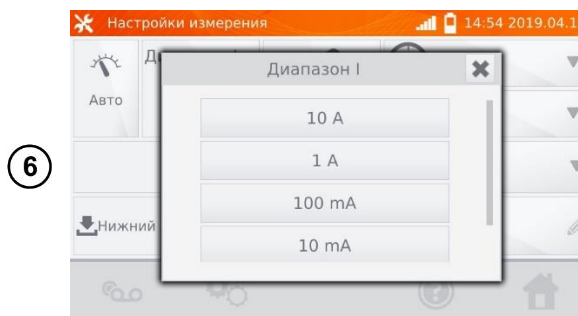 Настройки измерения 14:54 2019.04.1
Д
Диапазон I
Авто
10 A
1 A
6
100 mA
Нижний
10 mA